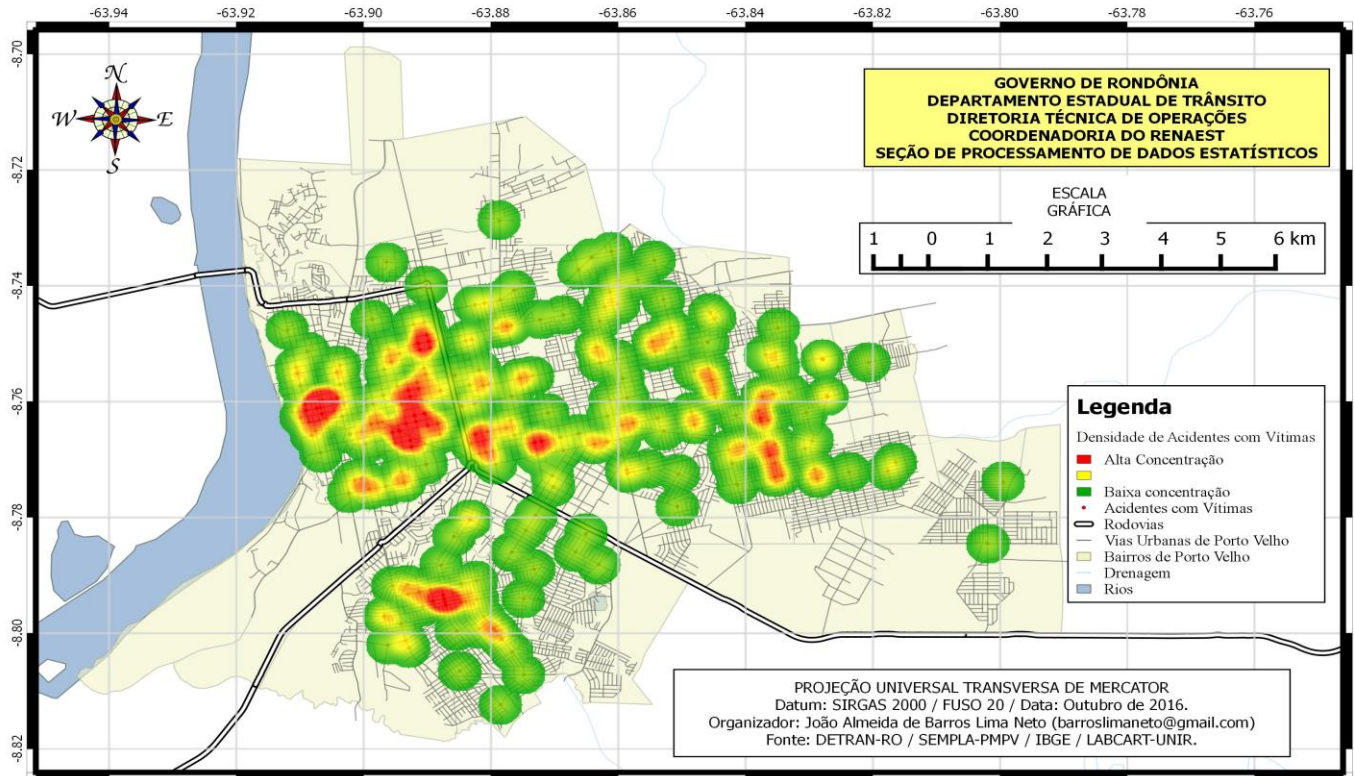 -63.94
-63.92
-63.90
-63.88
-63.86
-63.84
-63.82
-63.80
-63.78
-63.76
-8.70
-8.72
-8.74
-8.76
-8.78
-8.80
-8.82
N
W
E
S
GOVERNO DE RONDÔNIA
DEPARTAMENTO ESTADUAL DE TRÂNSITO
DIRETORIA TÉCNICA DE OPERAÇÕES
COORDENADORIA DO RENAEST
SEÇÃO DE PROCESSAMENTO DE DADOS ESTATÍSTICOS
ESCALA
GRÁFICA
1 0 1 2 3 4 5 6 km
Legenda
Densidade de Acidentes com Vítimas
Alta Concentração
Baixa concentração
Acidentes com Vítimas
Rodovias
Vias Urbanas de Porto Velho
Bairros de Porto Velho
Drenagem
Rios
PROJEÇÃO UNIVERSAL TRANSVERSA DE MERCATOR
Datum: SIRGAS 2000 / FUSO 20 / Data: Outubro de 2016.
Organizador: João Almeida de Barros Lima Neto (barroslimaneto@gmail.com)
Fonte: DETRAN-RO / SEMPLA-PMPV / IBGE / LABCART-UNIR.